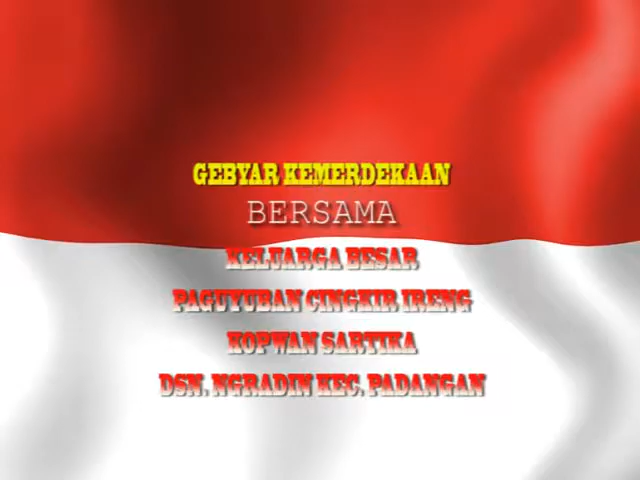 GEBYAR KEMERDEKAAN
BERSAMA
KELUARGA BESAR
PAGUYUBAN CINGKIR IRENG
KOPWAN SARTIKA
DSN. NGRADIN KEC. PADANGAN